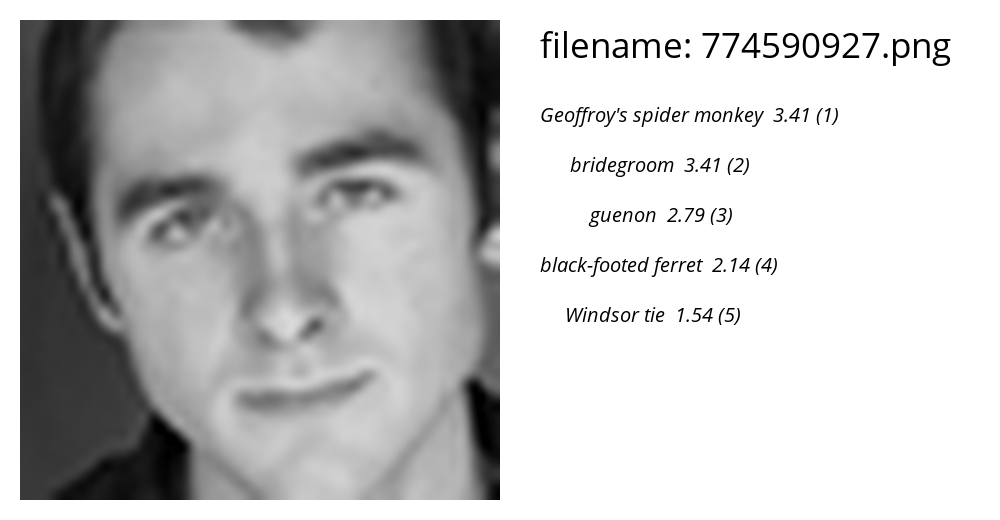 filename: 774590927.png
Geoffroy's spider monkey 3.41 (1)
bridegroom 3.41 (2)
guenon 2.79 (3)
black-footed ferret 2.14 (4)
Windsor tie 1.54 (5)